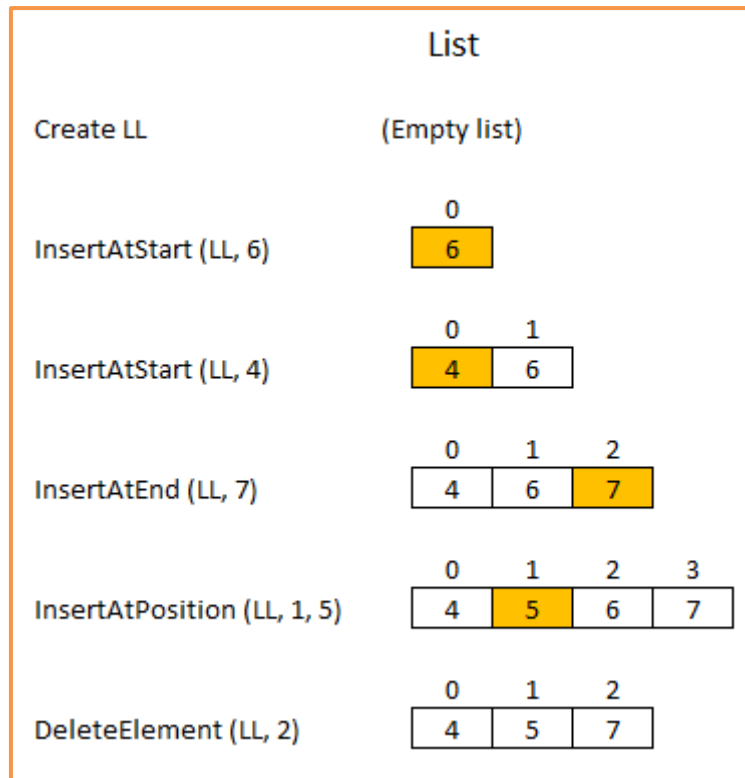 List
Create LL (Empty list)
0
InsertAtStart (LL, 6) 6
0 1
InsertAtStart (LL, 4) 4 6
0 1 2
InsertAtEnd (LL, 7) 4 6 7
0 1 2 3
InsertAtPosition (LL, 1, 5) 4 5 6 7
0 1 2
DeleteElement (LL, 2) 4 5 7